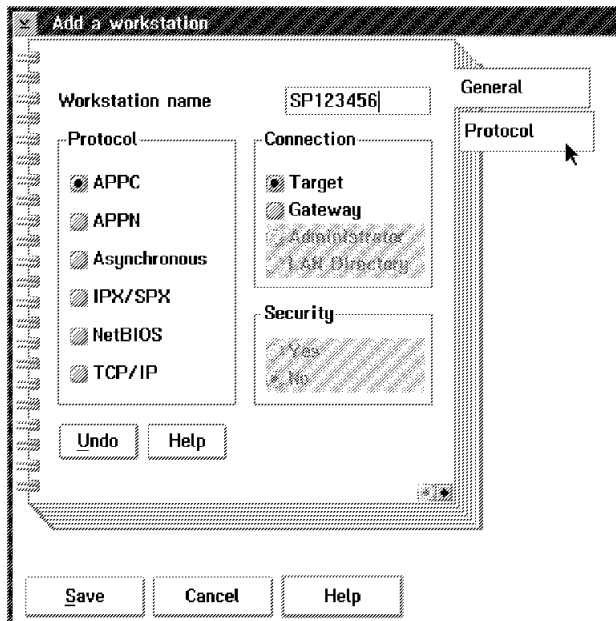 Add a workstation
General
Workstation name SP123456
Protocol
Protocol
Connection
APPC
APPN
Asynchronous
IPX/SPX
NetBIOS
TCP/IP
Target
Gateway
Administrator
LAN Directory
Security
Yes
No
Undo
Help
Save
Cancel
Help